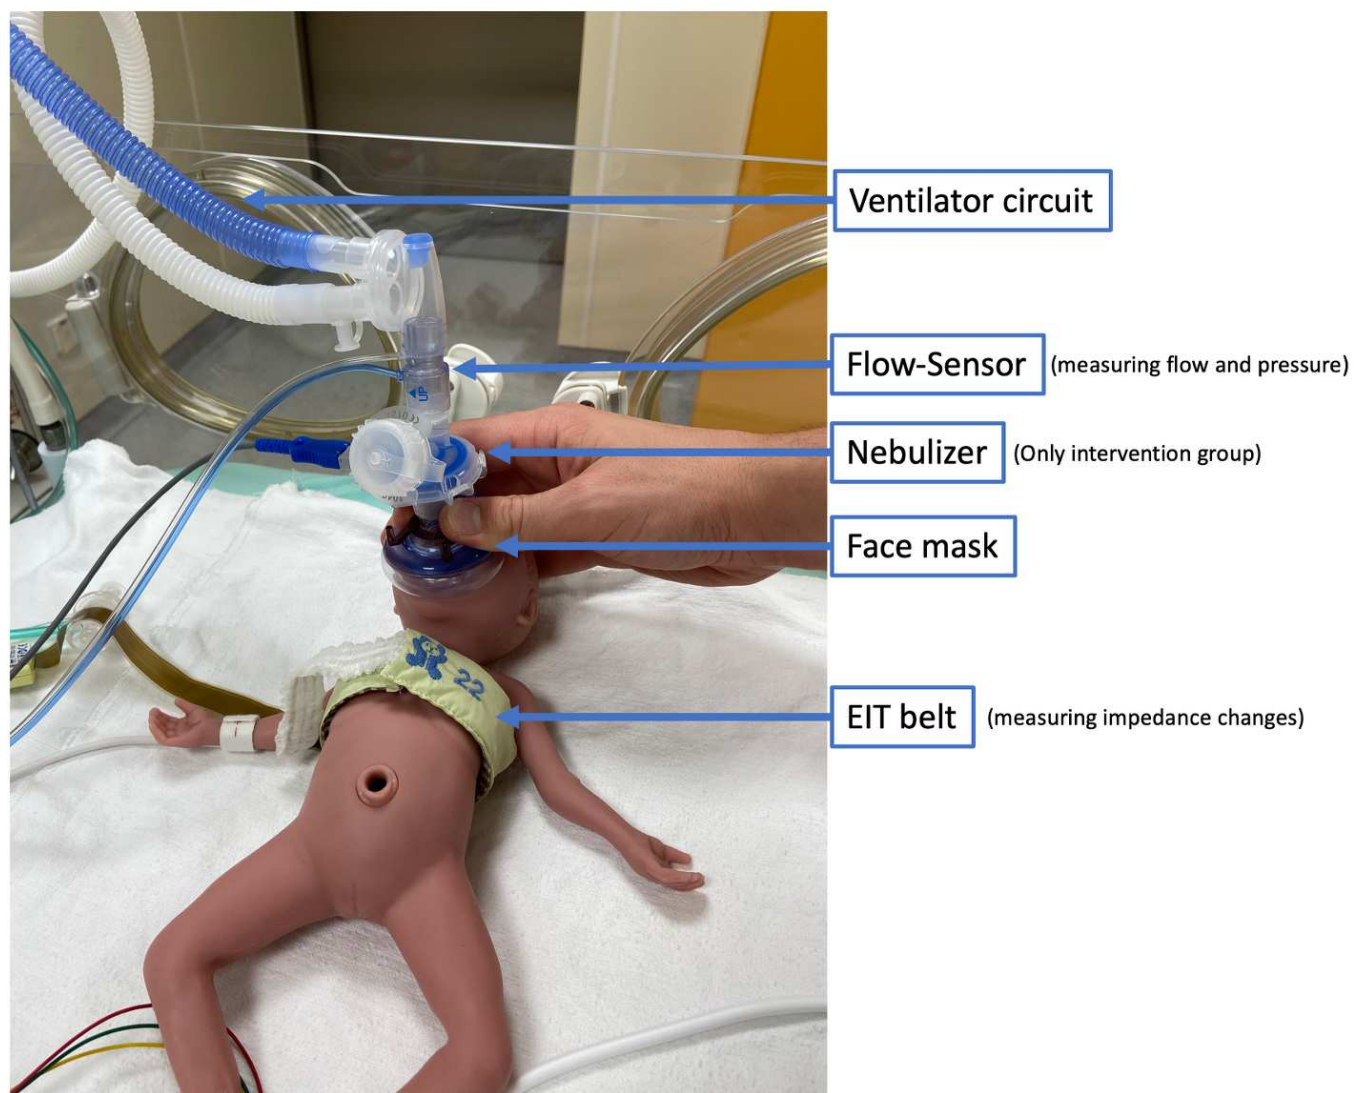 Ventilator circuit
Flow-Sensor (measuring flow and pressure)
UP
Nebulizer (Only intervention group)
Face mask
22
EIT belt (measuring impedance changes)